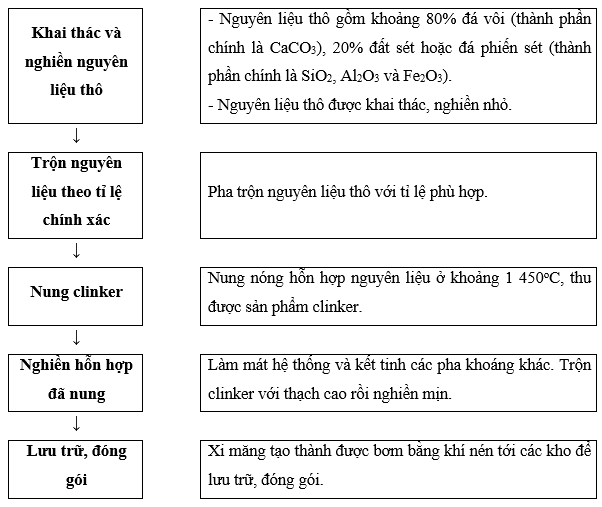 Khai thác và
nghiền nguyên
liệu thô
- Nguyên liệu thô gồm khoảng 80% đá vôi (thành phần
chính là CaCO₃), 20% đất sét hoặc đá phiến sét (thành
phần chính là SiO₂, Al₂O₃ và Fe₂O₃).
- Nguyên liệu thô được khai thác, nghiền nhỏ.
↓
Trộn nguyên
liệu theo tỉ lệ
chính xác
Pha trộn nguyên liệu thô với tỉ lệ phù hợp.
↓
Nung clinker
Nung nóng hỗn hợp nguyên liệu ở khoảng 1 450°C, thu
được sản phẩm clinker.
↓
Nghiền hỗn hợp
đã nung
Làm mát hệ thống và kết tinh các pha khoáng khác. Trộn
clinker với thạch cao rồi nghiền mịn.
↓
Lưu trữ, đóng
gói
Xi măng tạo thành được bơm bằng khí nén tới các kho để
lưu trữ, đóng gói.